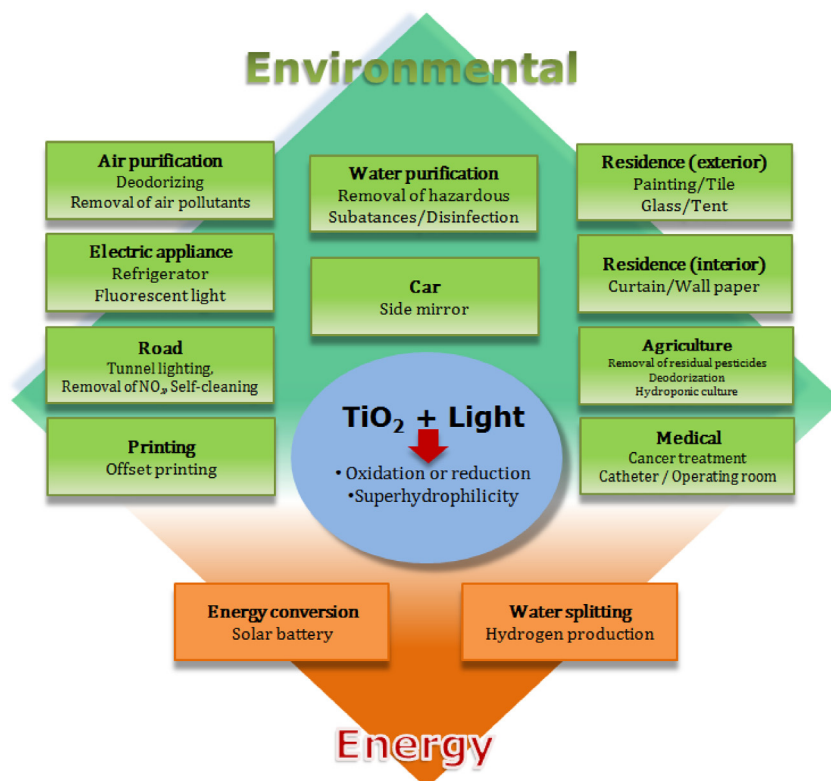 Environmental
Air purification
Deodorizing
Removal of air pollutants
Water purification
Removal of hazardous
Subatances/Disinfection
Residence (exterior)
Painting/Tile
Glass/Tent
Electric appliance
Refrigerator
Fluorescent light
Car
Side mirror
Residence (interior)
Curtain/Wall paper
Road
Tunnel lighting,
Removal of NO, Self-cleaning
Agriculture
Removal of residual pesticides
Deodorization
Hydroponic culture
Printing
Offset printing
TiO₂ + Light
• Oxidation or reduction
•Superhydrophilicity
Medical
Cancer treatment
Catheter / Operating room
Energy conversion
Solar battery
Water splitting
Hydrogen production
Energy